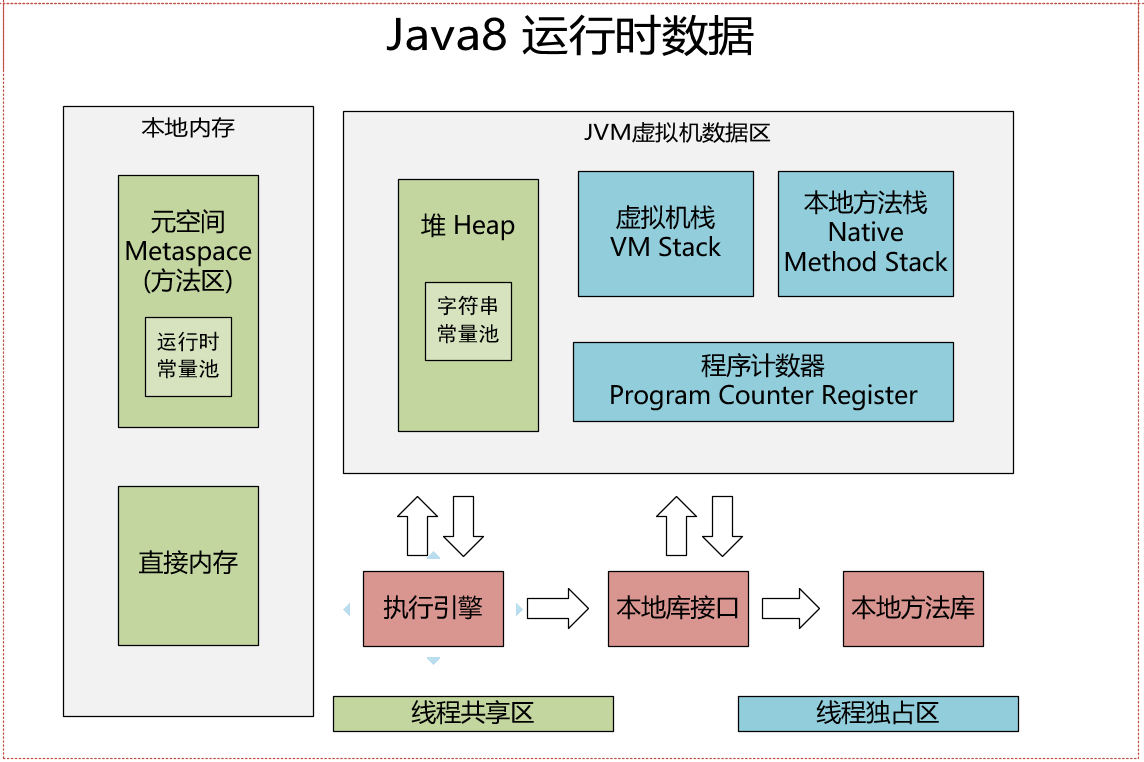 Java8 运行时数据
本地内存
元空间
Metaspace
(方法区)
运行时
常量池
直接内存
JVM虚拟机数据区
堆 Heap
字符串
常量池
虚拟机栈
VM Stack
本地方法栈
Native
Method Stack
程序计数器
Program Counter Register
执行引擎
本地库接口
本地方法库
线程共享区
线程独占区